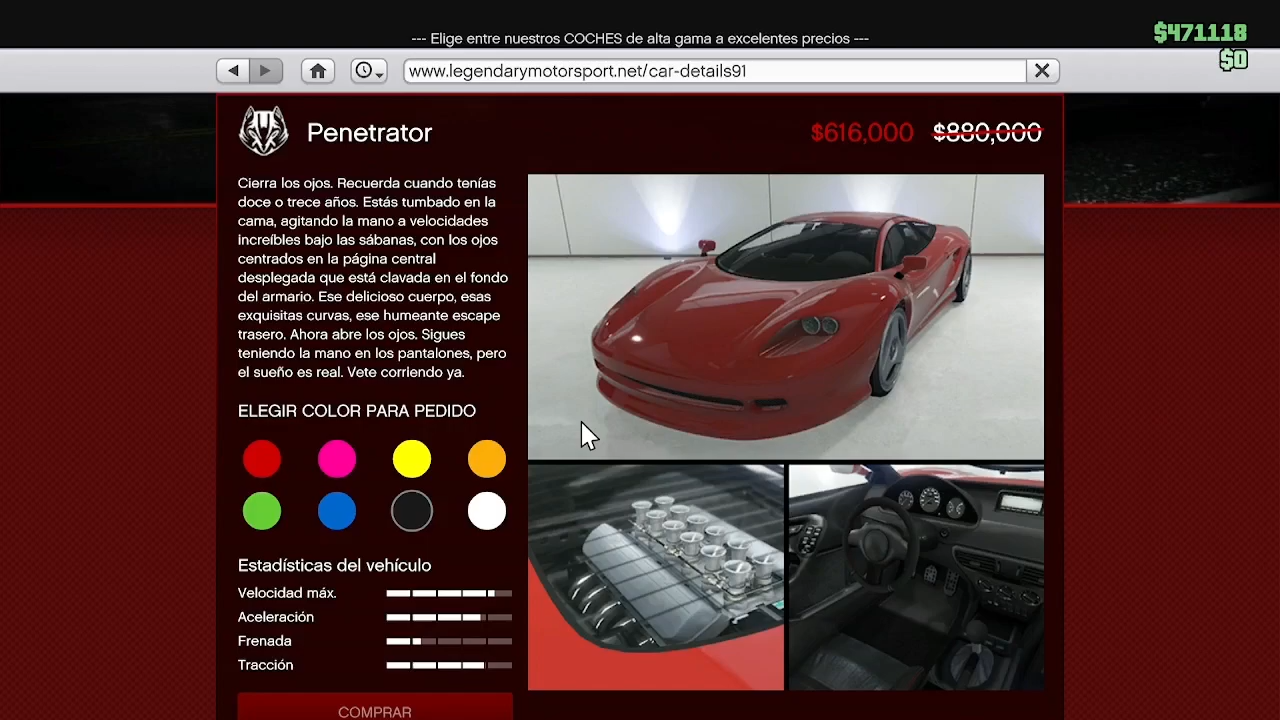 --- Elige entre nuestros COCHES de alta gama a excelentes precios ---
$471118
$0
www.legendarymotorsport.net/car-details91
Penetrator
$616,000 $880,000
Cierra los ojos. Recuerda cuando tenías
doce o trece años. Estás tumbado en la
cama, agitando la mano a velocidades
increíbles bajo las sábanas, con los ojos
centrados en la página central
desplegada que está clavada en el fondo
del armario. Ese delicioso cuerpo, esas
exquisitas curvas, ese humeante escape
trasero. Ahora abre los ojos. Sigues
teniendo la mano en los pantalones, pero
el sueño es real. Vete corriendo ya.
ELEGIR COLOR PARA PEDIDO
Estadísticas del vehículo
Velocidad máx.
Aceleración
Frenada
Tracción
COMPRAR